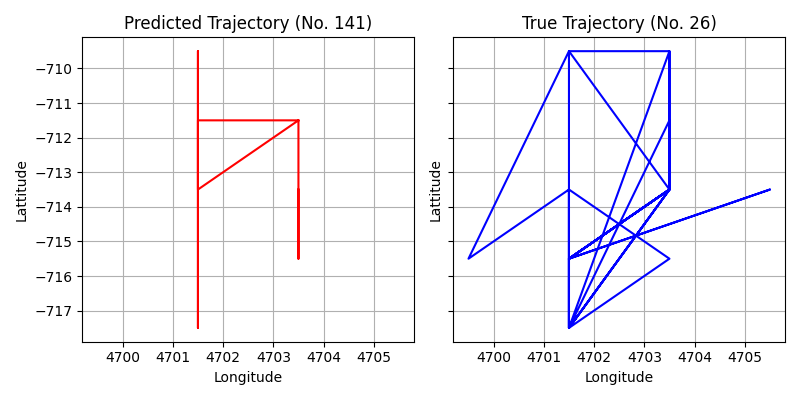 Predicted Trajectory (No. 141)
True Trajectory (No. 26)
Lattitude
−710
−711
−712
−713
−714
−715
−716
−717
4700 4701 4702 4703 4704 4705
Longitude
Lattitude
4700 4701 4702 4703 4704 4705
Longitude